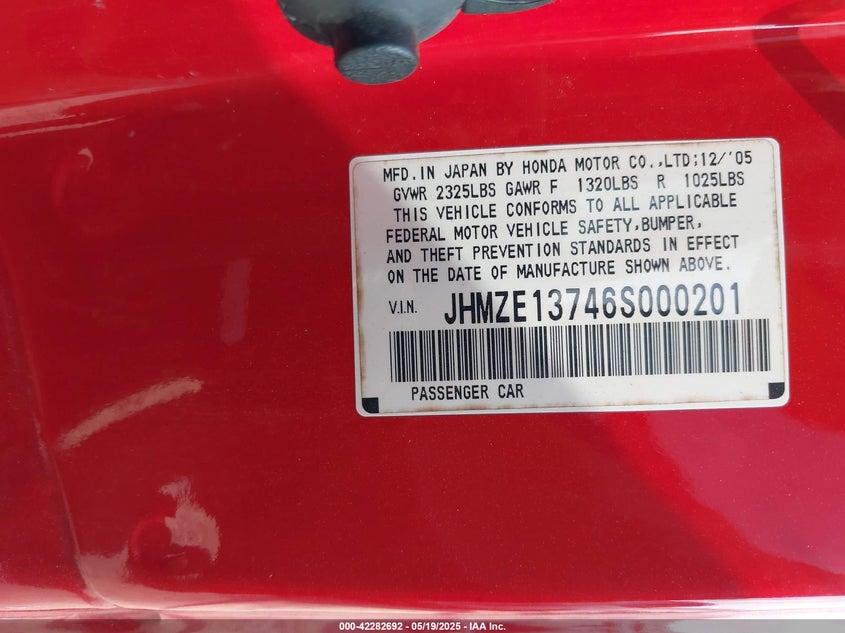 MFD.IN JAPAN BY HONDA MOTOR CO.,LTD;12/'05
GVWR 2325LBS GAWR F 1320LBS R 1025LBS
THIS VEHICLE CONFORMS TO ALL APPLICABLE
FEDERAL MOTOR VEHICLE SAFETY,BUMPER,
AND THEFT PREVENTION STANDARDS IN EFFECT
ON THE DATE OF MANUFACTURE SHOWN ABOVE.
V.I.N. JHMZE13746S000201
PASSENGER CAR
000-42282692 - 05/19/2025 - IAA Inc.